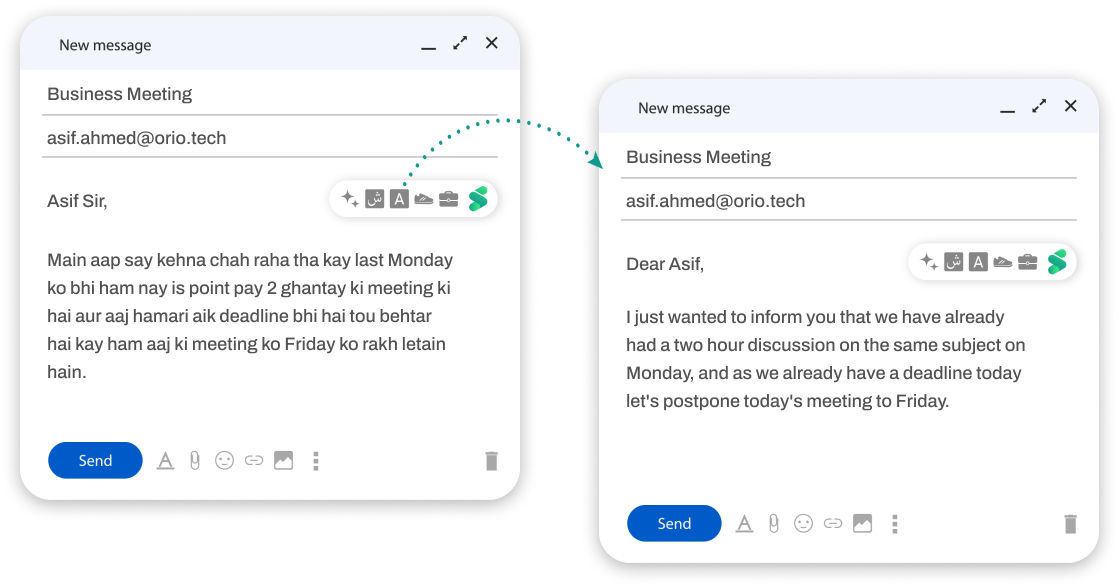 New message
Business Meeting
asif.ahmed@orio.tech
Asif Sir,
ش A
Main aap say kehna chah raha tha kay last Monday
ko bhi ham nay is point pay 2 ghantay ki meeting ki
hai aur aaj hamari aik deadline bhi hai tou behtar
hai kay ham aaj ki meeting ko Friday ko rakh letain
hain.
Send
New message
Business Meeting
asif.ahmed@orio.tech
Dear Asif,
ش A
I just wanted to inform you that we have already
had a two hour discussion on the same subject on
Monday, and as we already have a deadline today
let's postpone today's meeting to Friday.
Send